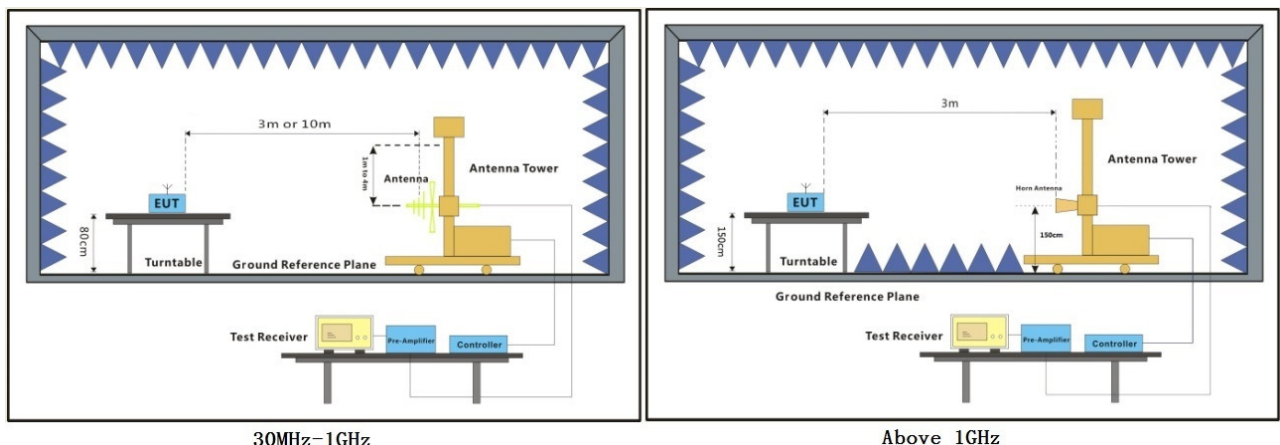 3m or 10m
1m to 4m
Antenna
Antenna Tower
EUT
80cm
Turntable
Ground Reference Plane
Test Receiver
Pre-Amplifier
Controller
30MHz-1GHz
3m
Antenna Tower
Horn Antenna
EUT
150cm
150cm
Turntable
Ground Reference Plane
Test Receiver
Pre-Amplifier
Controller
Above 1GHz